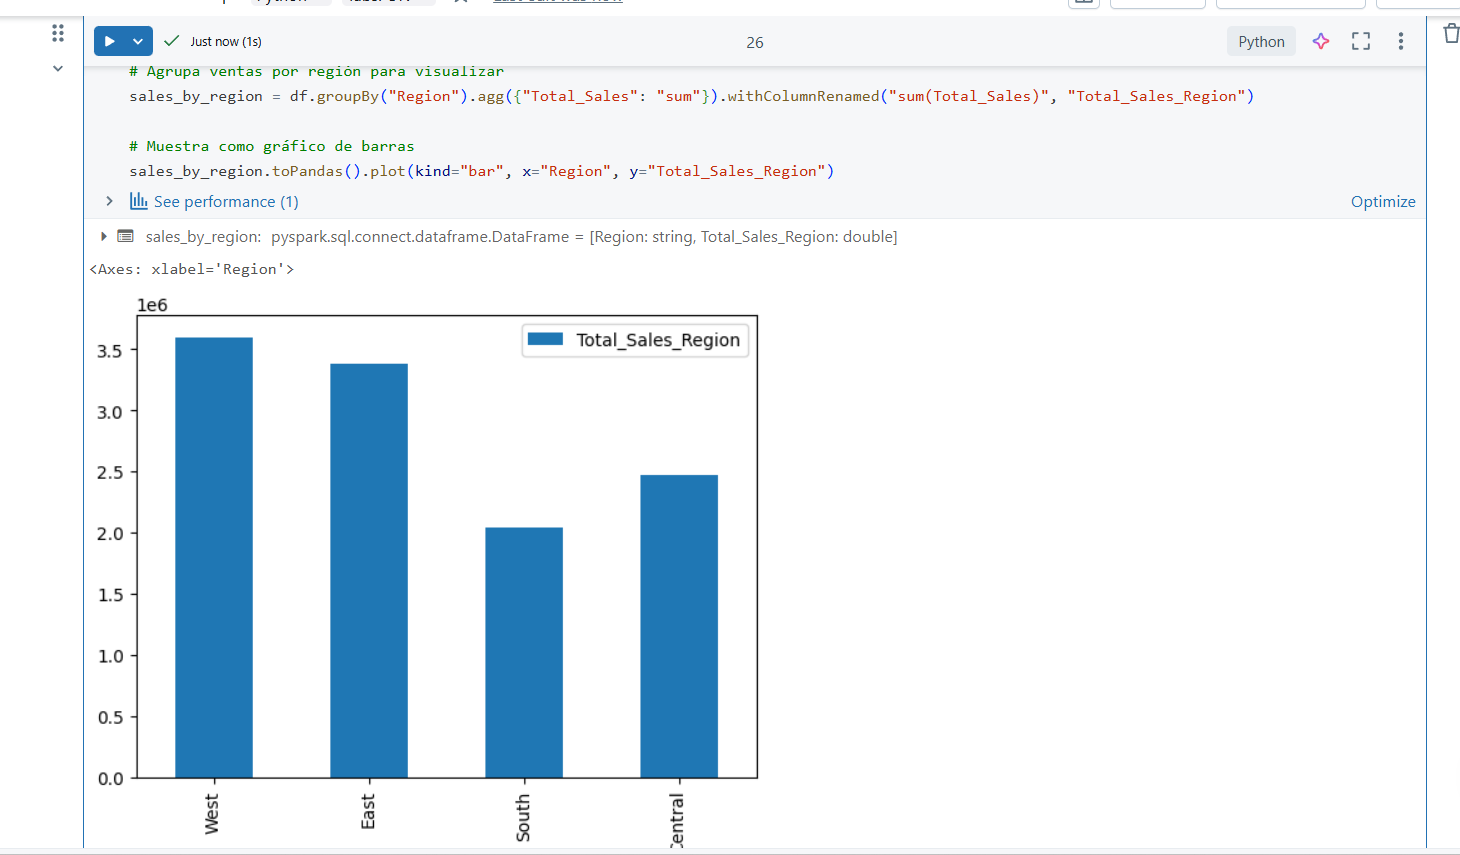 Just now (1s)
26
Python
# Agrupa ventas por región para visualizar
sales_by_region = df.groupBy("Region").agg({"Total_Sales": "sum"}).withColumnRenamed("sum(Total_Sales)", "Total_Sales_Region")
# Muestra como gráfico de barras
sales_by_region.toPandas().plot(kind="bar", x="Region", y="Total_Sales_Region")
See performance (1)
Optimize
sales_by_region: pyspark.sql.connect.dataframe.DataFrame = [Region: string, Total_Sales_Region: double]
<Axes: xlabel='Region'>
1e6
Total_Sales_Region
3.5
3.0
2.5
2.0
1.5
1.0
0.5
0.0
West
East
South
entral